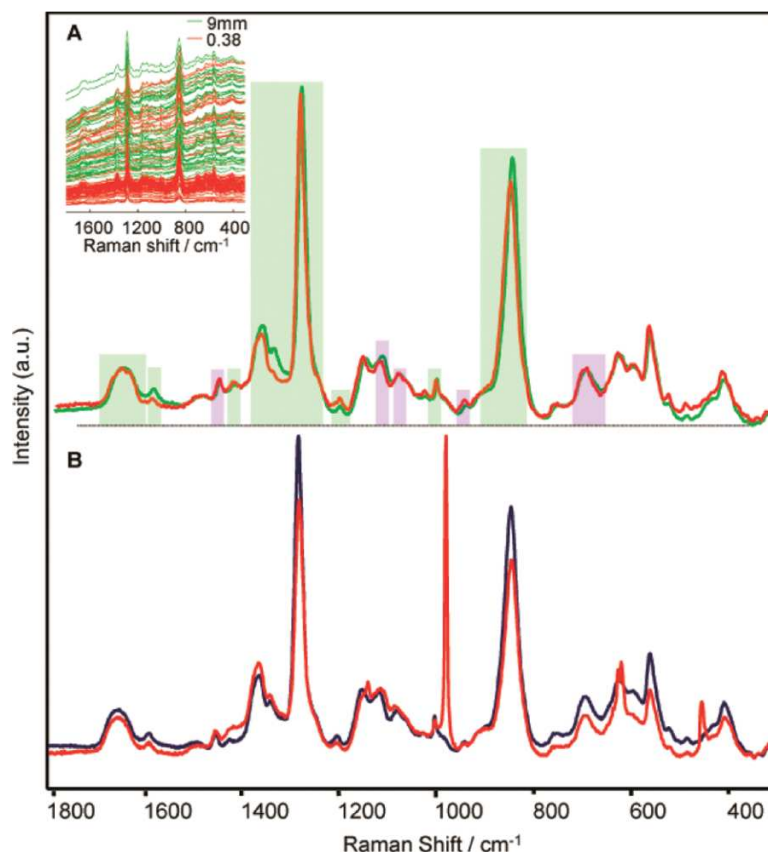 A
9mm
0.38
1600 1200 800 400
Raman shift / cm-1
Intensity (a.u.)
B
1800 1600 1400 1200 1000 800 600 400
Raman Shift / cm-1